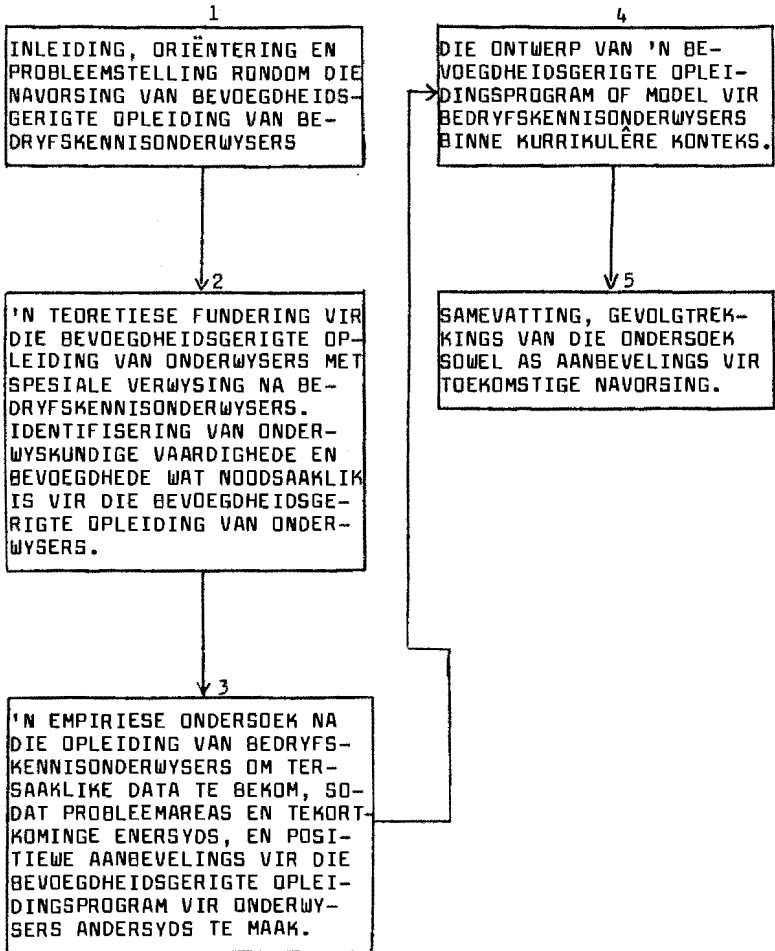 1
INLEIDING, ORIËNTERING EN
PROBLEEMSTELLING RONDOM DIE
NAVORSING VAN BEVOEGDHEIDS-
GERIGTE OPLEIDING VAN BE-
DRYFSKENNISONDERWYSERS
2
'N TEORETIESE FUNDERING VIR
DIE BEVOEGDHEIDSGERIGTE OP-
LEIDING VAN ONDERWYSERS MET
SPESIALE VERWYSING NA BE-
DRYFSKENNISONDERWYSERS.
IDENTIFISERING VAN ONDER-
WYSKUNDIGE VAARDIGHEDE EN
BEVOEGDHEDE WAT NOODSAAKLIK
IS VIR DIE BEVOEGDHEIDSGE-
RIGTE OPLEIDING VAN ONDER-
WYSERS.
3
'N EMPIRIESE ONDERSOEK NA
DIE OPLEIDING VAN BEDRYFS-
KENNISONDERWYSERS OM TER-
SAAKLIKE DATA TE BEKOM, SO-
DAT PROBLEEMAREAS EN TEKORT-
KOMINGE ENERSYDS, EN POSI-
TIEWE AANBEVELINGS VIR DIE
BEVOEGDHEIDSGERIGTE OPLEI-
DINGSPROGRAM VIR ONDERWY-
SERS ANDERSYDS TE MAAK.
4
DIE ONTWERP VAN 'N BE-
VOEGDHEIDSGERIGTE OPLEI-
DINGSPROGRAM OF MODEL VIR
BEDRYFSKENNISONDERWYSERS
BINNE KURRIKULÊRE KONTEKS.
5
SAMEVATTING, GEVOLGTREK-
KINGS VAN DIE ONDERSOEK
SOWEL AS AANBEVELINGS VIR
TOEKOMSTIGE NAVORSING.